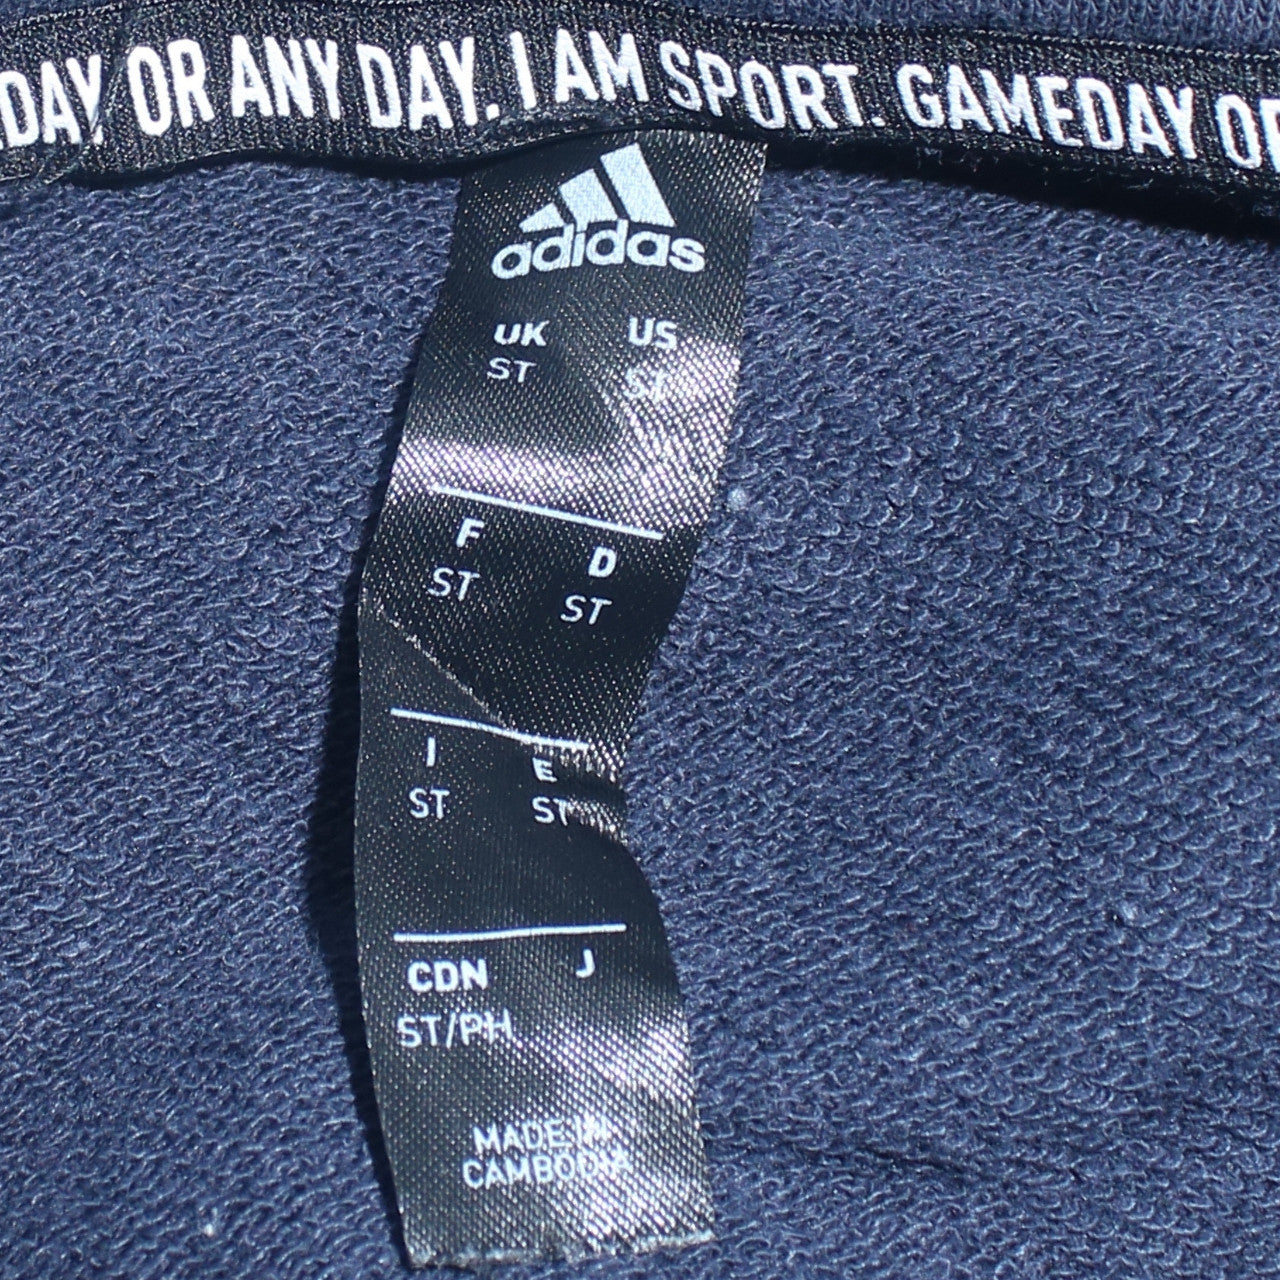 DAY OR ANY DAY. I AM SPORT. GAMEDAY OR
adidas
UK US
ST ST
F D
ST ST
I E
ST ST
CDN J
ST/PH
MADE IN
CAMBODIA